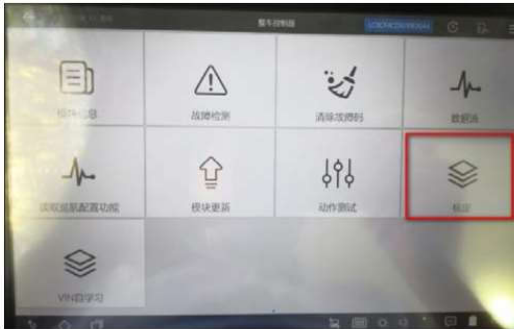 整车控制器
模块信息
故障检测
清除故障码
数据流
读取巡航配置功能
模块更新
动作测试
标定
VIN自学习